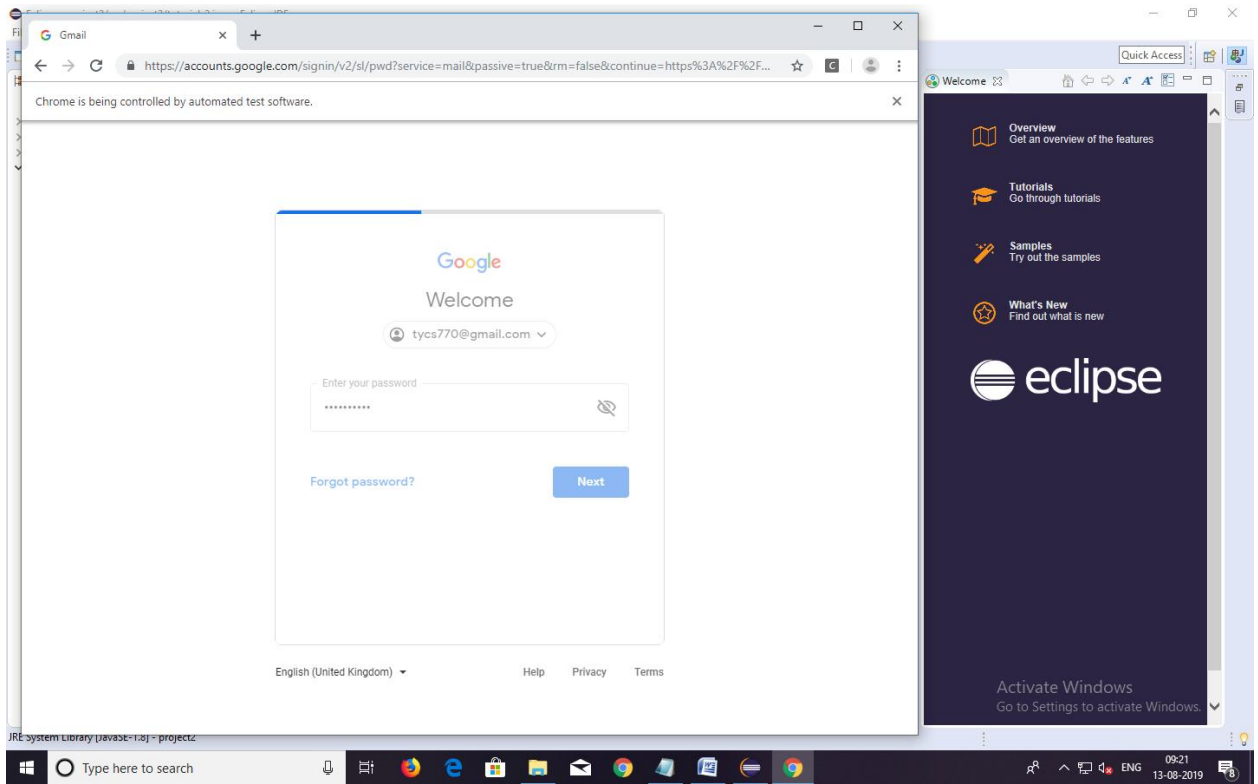 Gmail
https://accounts.google.com/signin/v2/sl/pwd?service=mail&passive=true&rm=false&continue=https%3A%2F%2F...
Chrome is being controlled by automated test software.
Google
Welcome
tycs770@gmail.com
Enter your password
••••••••••
Forgot password?
Next
English (United Kingdom)
Help Privacy Terms
Quick Access
Welcome
Overview
Get an overview of the features
Tutorials
Go through tutorials
Samples
Try out the samples
What's New
Find out what is new
eclipse
Activate Windows
Go to Settings to activate Windows.
JRE System Library [JavaSE-1.8] - project2
Type here to search
ENG
09:21
13-08-2019
8